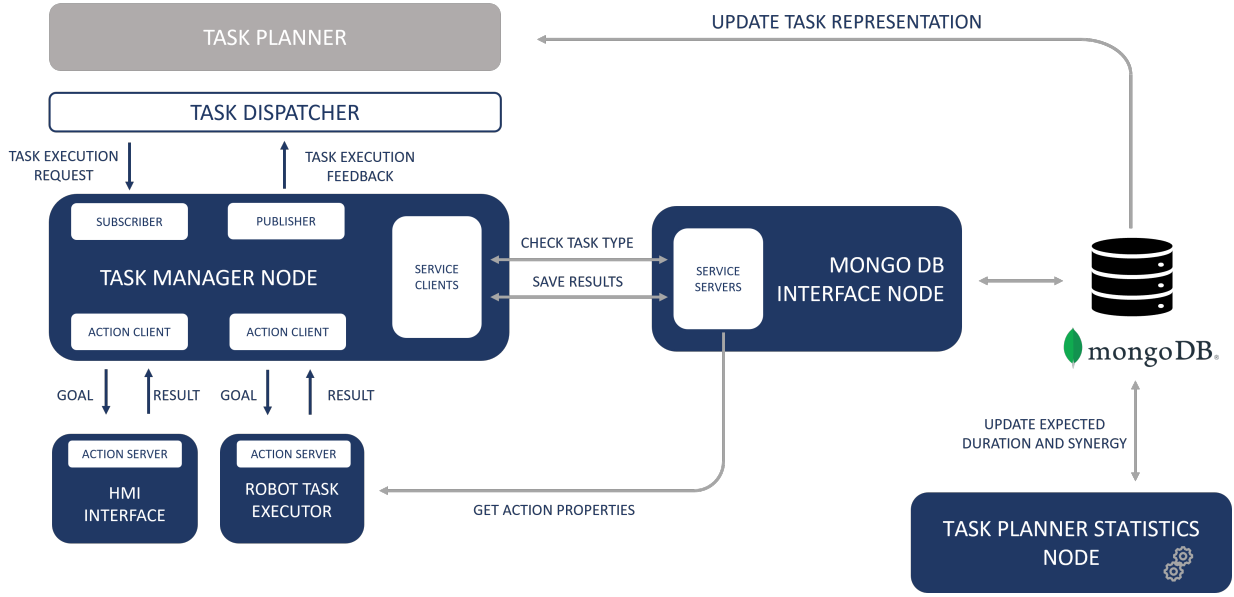 TASK PLANNER
UPDATE TASK REPRESENTATION
TASK DISPATCHER
TASK EXECUTION
REQUEST
TASK EXECUTION
FEEDBACK
SUBSCRIBER
PUBLISHER
TASK MANAGER NODE
SERVICE
CLIENTS
ACTION CLIENT
ACTION CLIENT
CHECK TASK TYPE
SAVE RESULTS
SERVICE
SERVERS
MONGO DB
INTERFACE NODE
mongoDB®
GOAL
RESULT
GOAL
RESULT
ACTION SERVER
HMI
INTERFACE
ACTION SERVER
ROBOT TASK
EXECUTOR
GET ACTION PROPERTIES
UPDATE EXPECTED
DURATION AND SYNERGY
TASK PLANNER STATISTICS
NODE